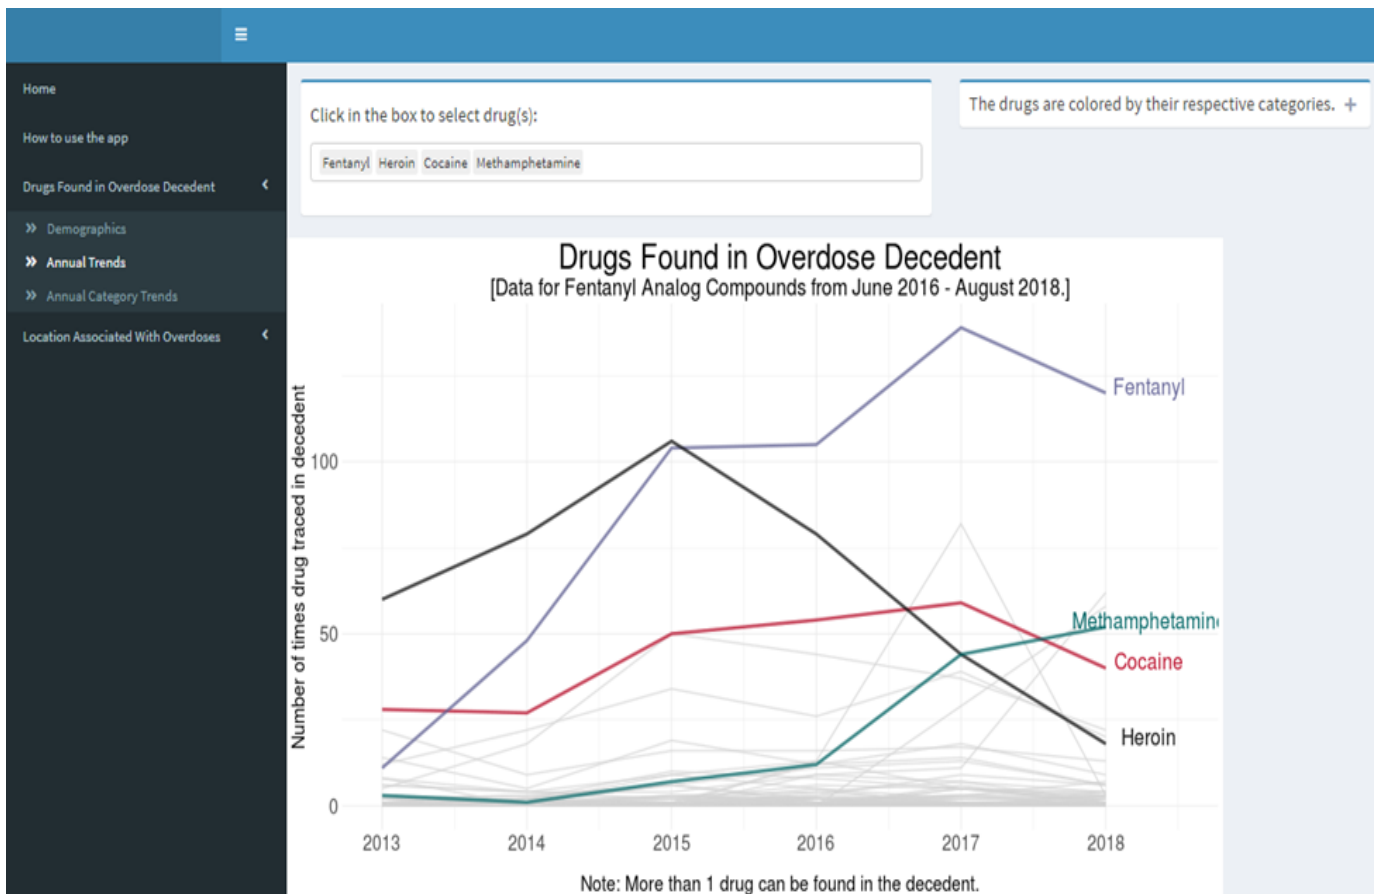 Home
How to use the app
Drugs Found in Overdose Decedent
Demographics
Annual Trends
Annual Category Trends
Location Associated With Overdoses
Click in the box to select drug(s):
Fentanyl Heroin Cocaine Methamphetamine
The drugs are colored by their respective categories. +
Drugs Found in Overdose Decedent
[Data for Fentanyl Analog Compounds from June 2016 - August 2018.]
Number of times drug traced in decedent
100
50
0
Fentanyl
Methamphetamine
Cocaine
Heroin
2013 2014 2015 2016 2017 2018
Note: More than 1 drug can be found in the decedent.